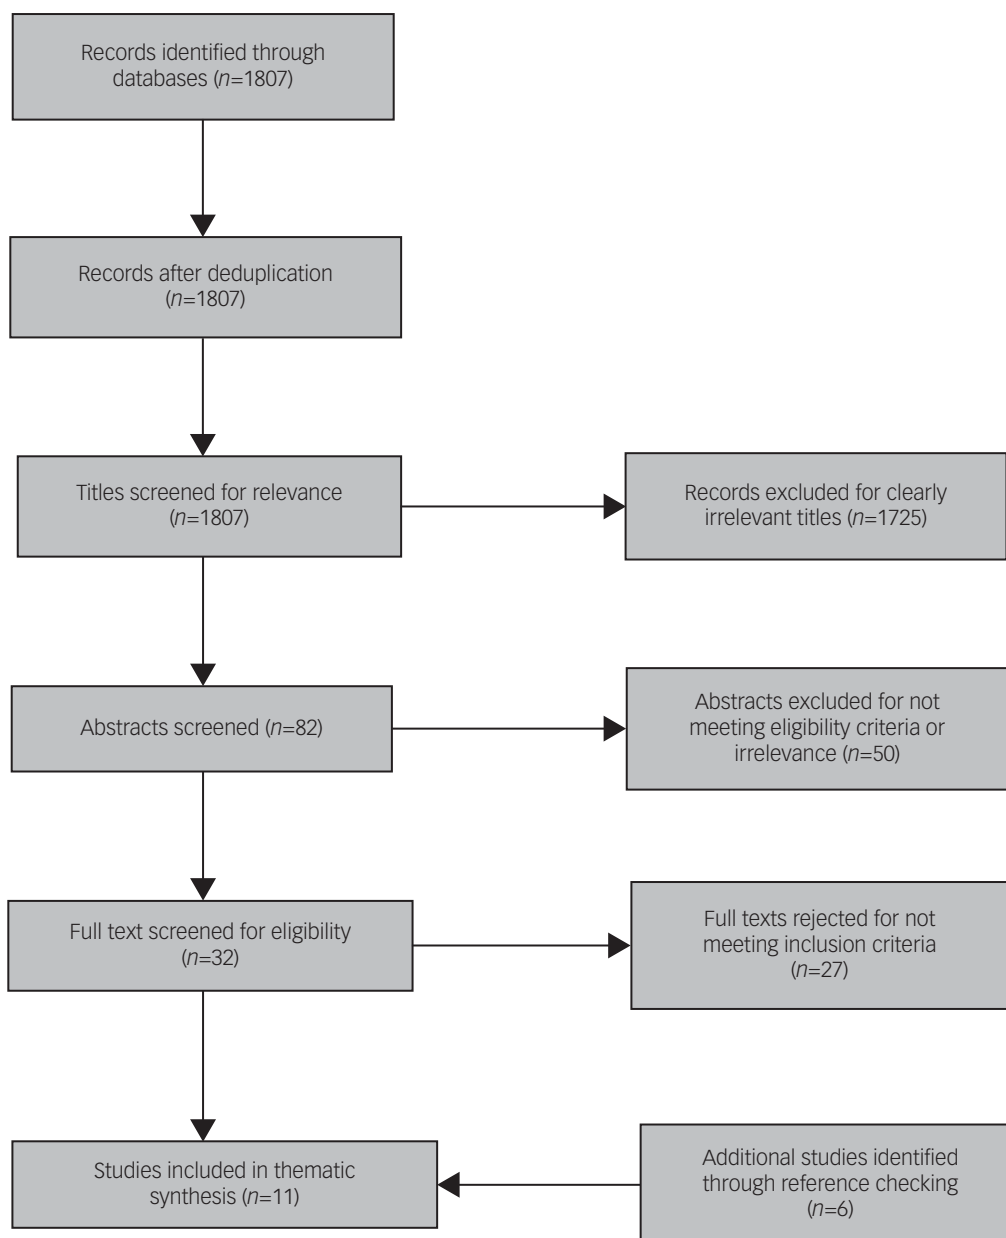 Records identified through
databases (n=1807)
Records after deduplication
(n=1807)
Titles screened for relevance
(n=1807)
Records excluded for clearly
irrelevant titles (n=1725)
Abstracts screened (n=82)
Abstracts excluded for not
meeting eligibility criteria or
irrelevance (n=50)
Full text screened for eligibility
(n=32)
Full texts rejected for not
meeting inclusion criteria
(n=27)
Studies included in thematic
synthesis (n=11)
Additional studies identified
through reference checking
(n=6)